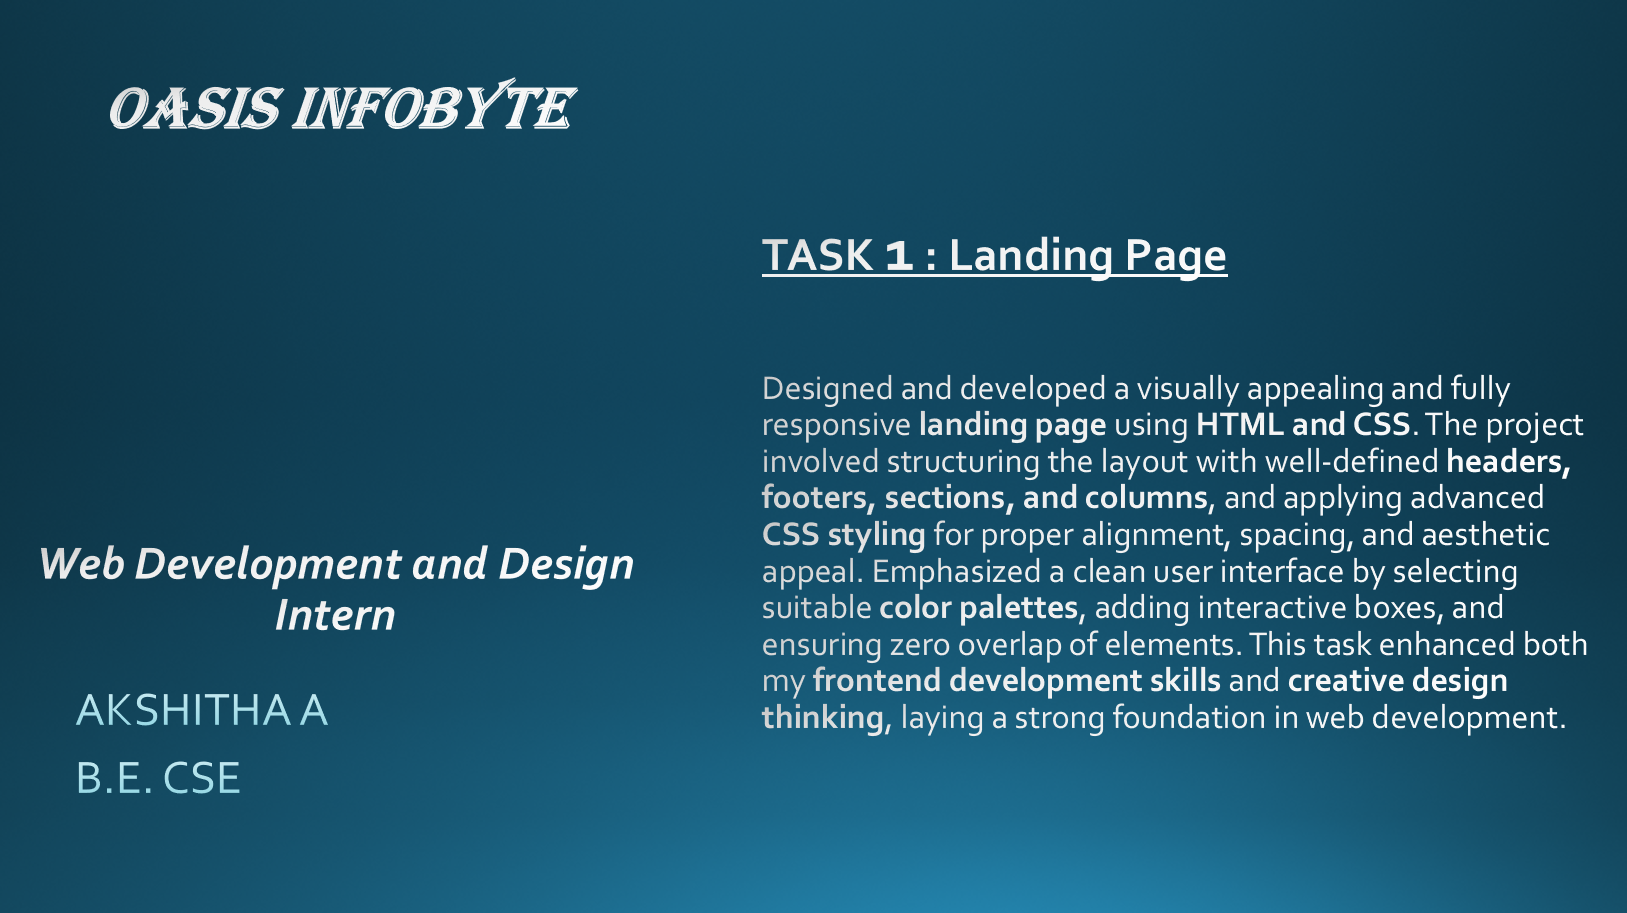 OASIS INFOBYTE
Web Development and Design
Intern
AKSHITHA A
B.E. CSE
TASK 1 : Landing Page
Designed and developed a visually appealing and fully
responsive landing page using HTML and CSS. The project
involved structuring the layout with well-defined headers,
footers, sections, and columns, and applying advanced
CSS styling for proper alignment, spacing, and aesthetic
appeal. Emphasized a clean user interface by selecting
suitable color palettes, adding interactive boxes, and
ensuring zero overlap of elements. This task enhanced both
my frontend development skills and creative design
thinking, laying a strong foundation in web development.